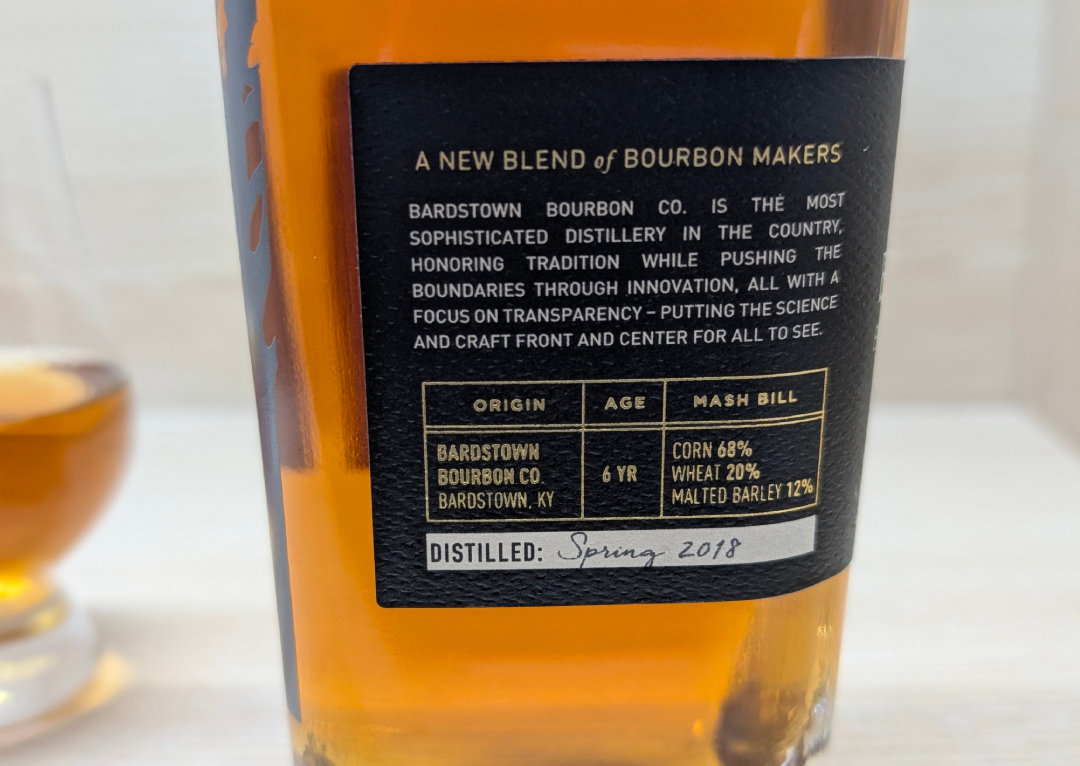 A NEW BLEND of BOURBON MAKERS
BARDSTOWN BOURBON CO. IS THE MOST
SOPHISTICATED DISTILLERY IN THE COUNTRY,
HONORING TRADITION WHILE PUSHING THE
BOUNDARIES THROUGH INNOVATION, ALL WITH A
FOCUS ON TRANSPARENCY – PUTTING THE SCIENCE
AND CRAFT FRONT AND CENTER FOR ALL TO SEE.
ORIGIN AGE MASH BILL
BARDSTOWN
BOURBON CO.
BARDSTOWN, KY
6 YR
CORN 68%
WHEAT 20%
MALTED BARLEY 12%
DISTILLED: Spring 2018